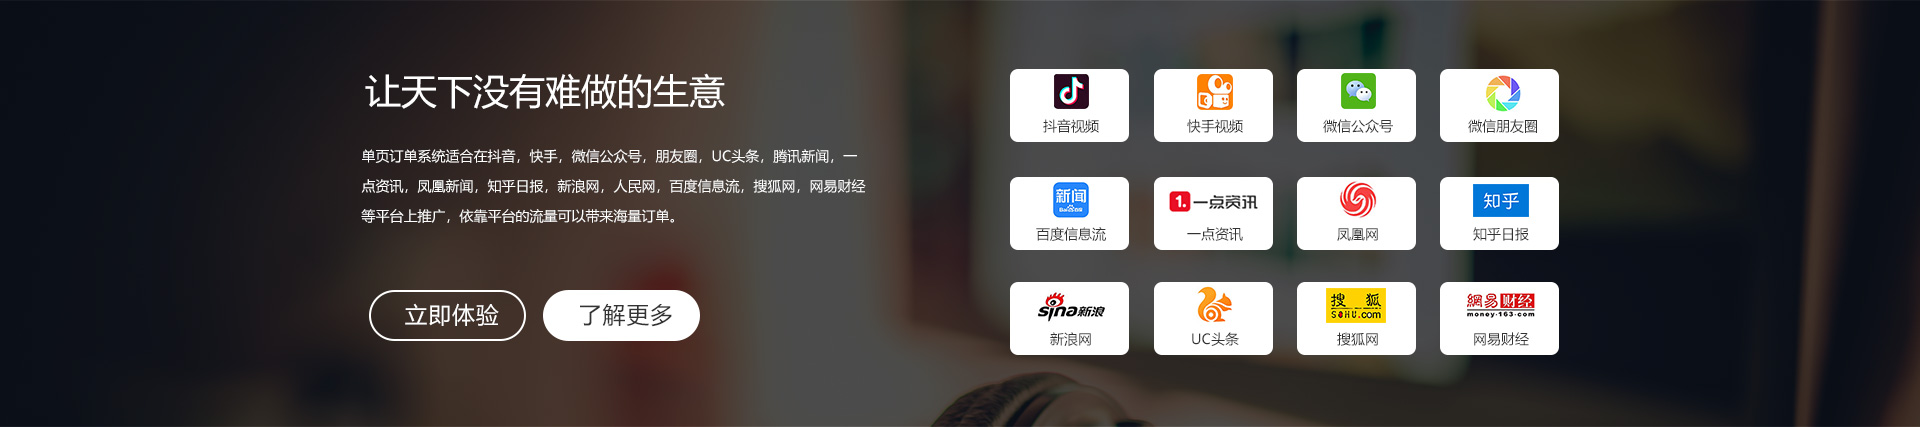 让天下没有难做的生意
单页订单系统适合在抖音，快手，微信公众号，朋友圈，UC头条，腾讯新闻，一
点资讯，凤凰新闻，知乎日报，新浪网，人民网，百度信息流，搜狐网，网易财经
等平台上推广，依靠平台的流量可以带来海量订单。
立即体验
了解更多
抖音视频
快手视频
微信公众号
微信朋友圈
新闻
Bai百度
百度信息流
1.一点资讯
一点资讯
凤凰网
知乎
知乎日报
sina新浪
新浪网
UC头条
搜狐
SOHU.com
搜狐网
網易财经
money·163·com
网易财经